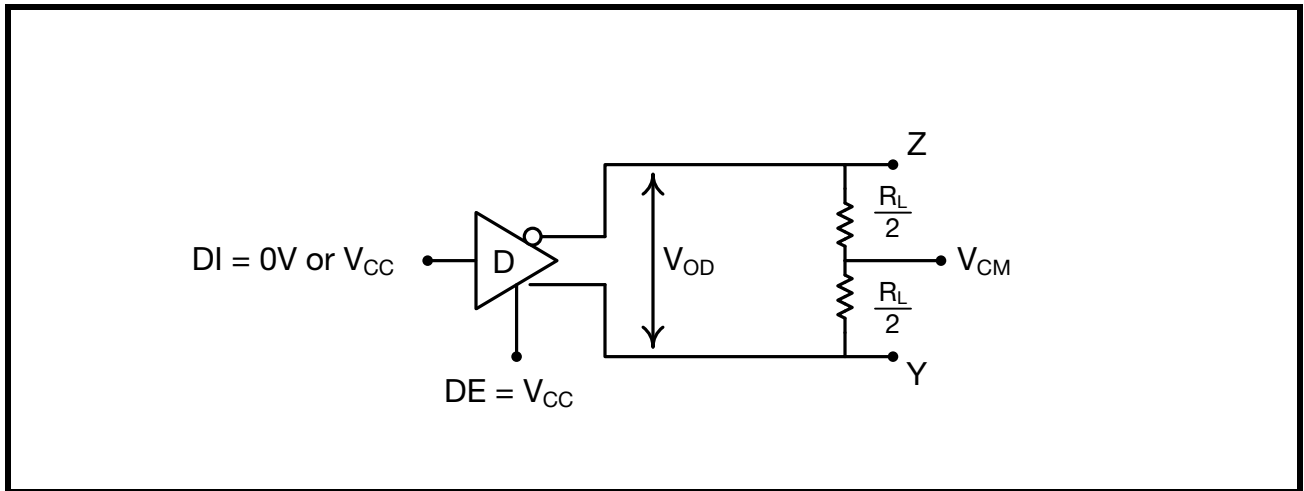 Z
R_L
2
DI = 0V or V_CC
D
V_OD
V_CM
R_L
2
DE = V_CC
Y